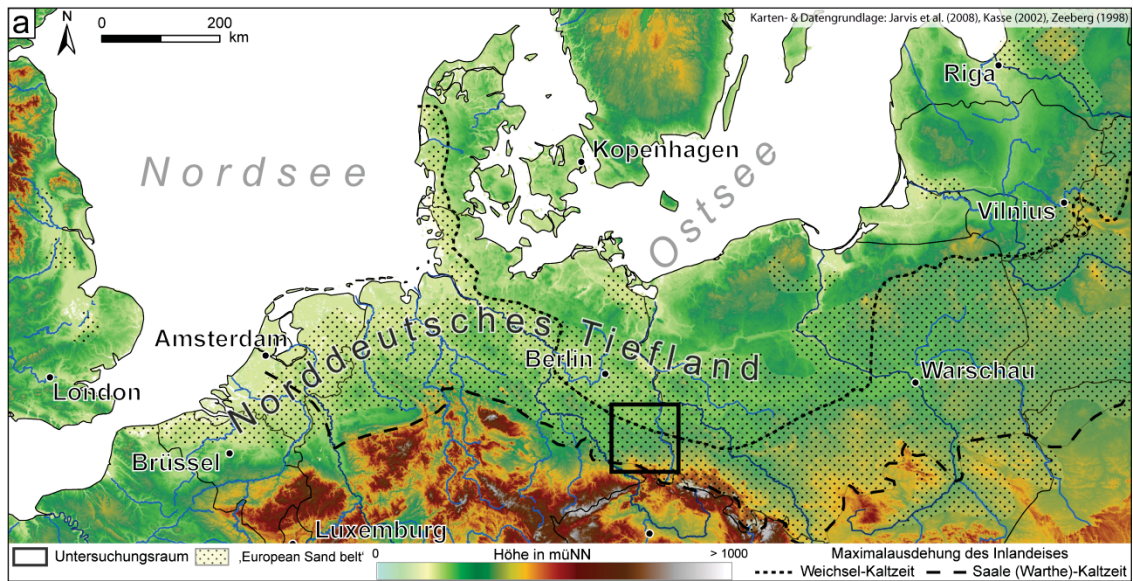 a
N
0 200
km
Karten- & Datengrundlage: Jarvis et al. (2008), Kasse (2002), Zeeberg (1998)
Riga
Kopenhagen
Nordsee
Ostsee
Vilnius
Amsterdam
Norddeutsches Tiefland
Berlin
Warschau
London
Brüssel
Luxemburg
Untersuchungsraum
‚European Sand belt‘
0 Höhe in müNN > 1000
Maximalausdehung des Inlandeises
Weichsel-Kaltzeit
Saale (Warthe)-Kaltzeit